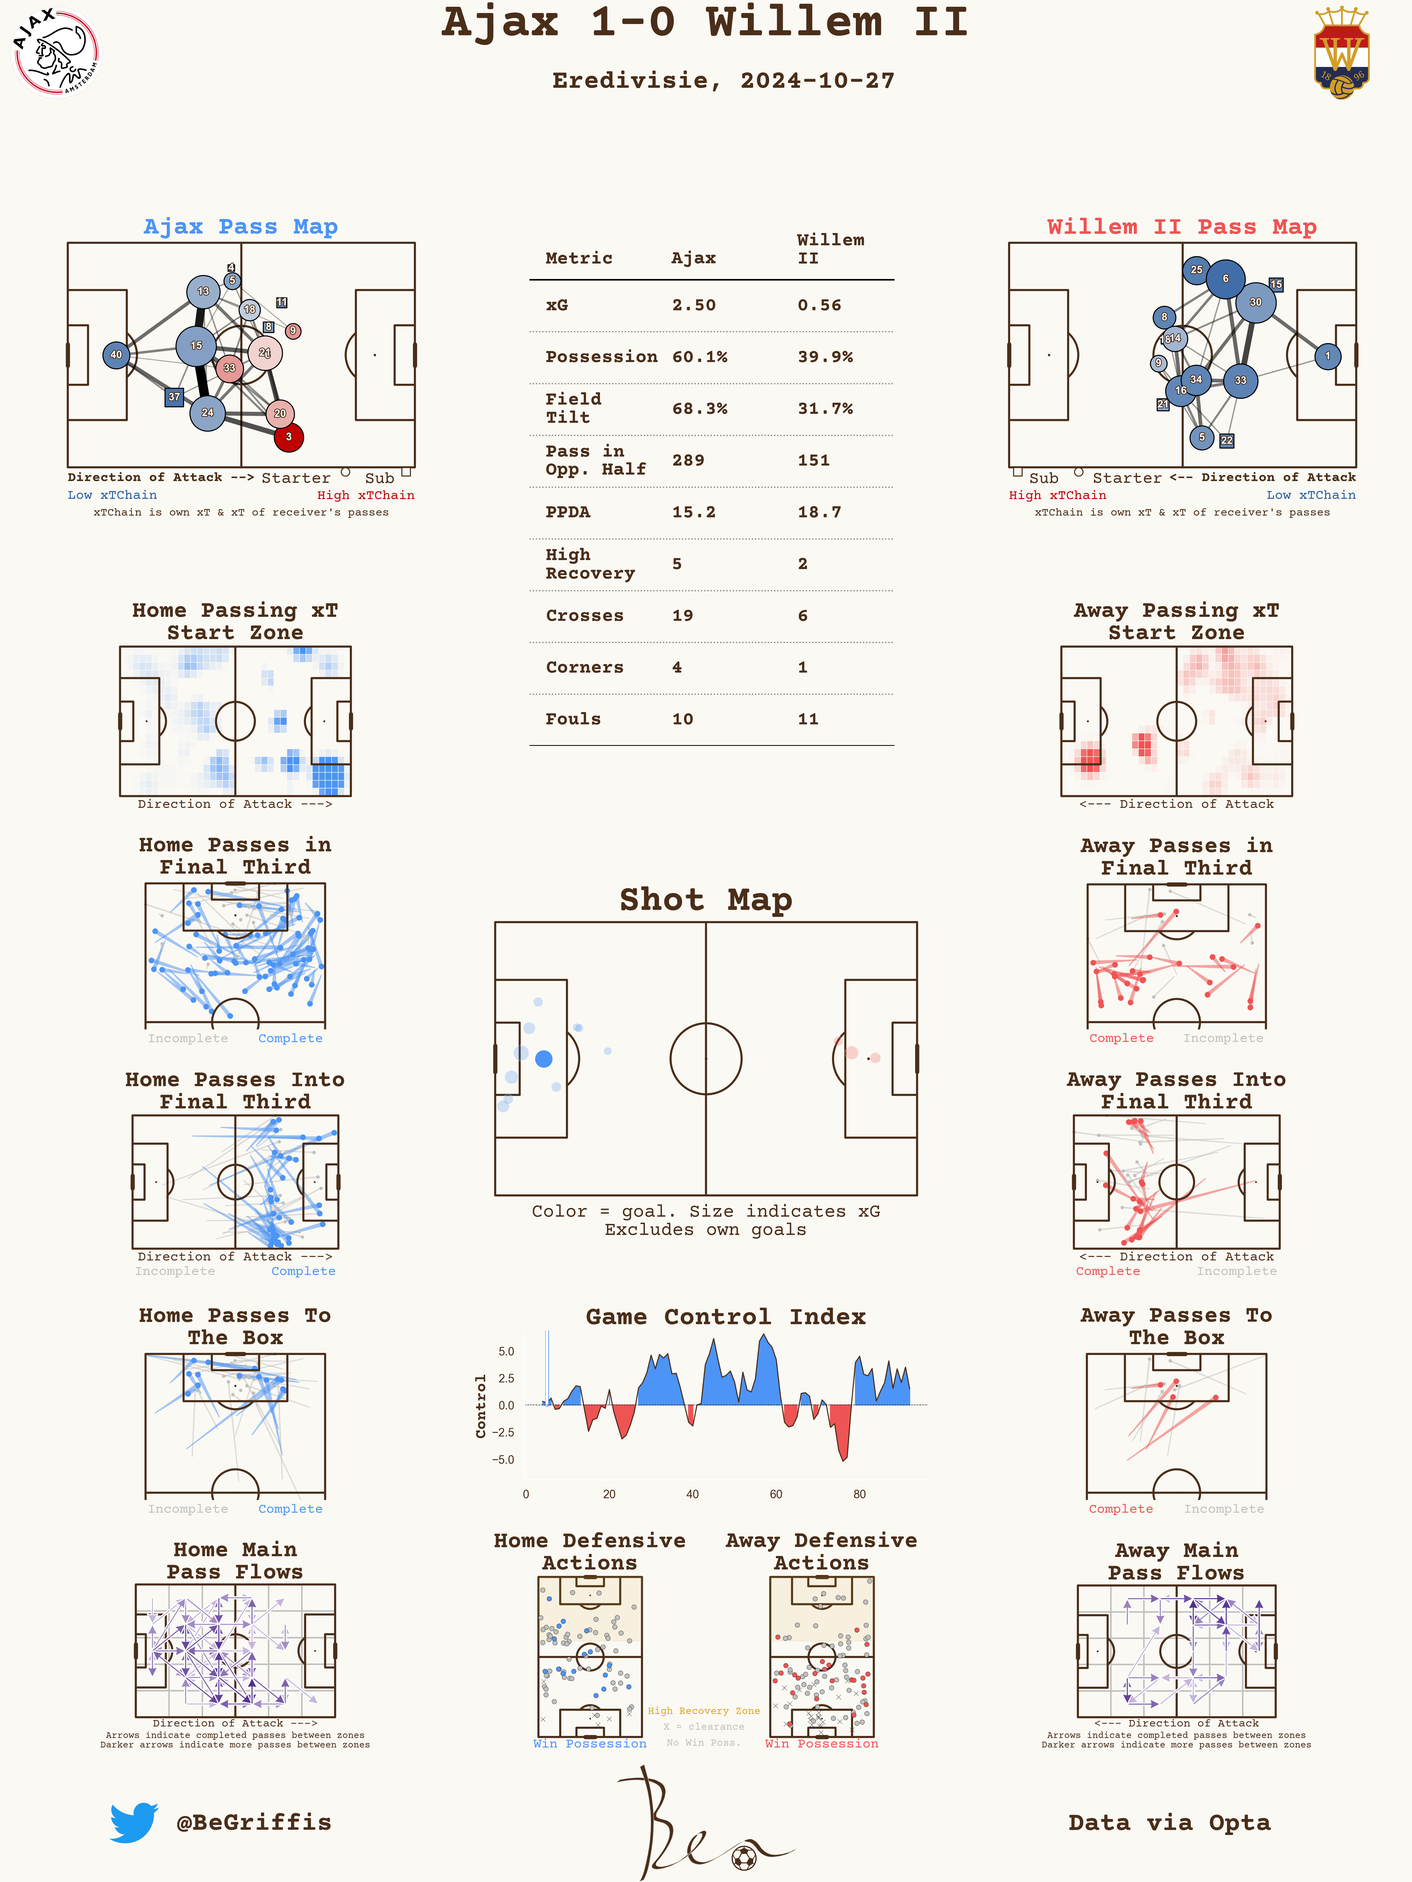 Ajax 1-0 Willem II
Eredivisie, 2024-10-27
AJAX
AMSTERDAM
W
18 96
Ajax Pass Map
4
5
13
11
18
8
9
15
21
40
33
37
24
20
3
Direction of Attack --> Starter Sub
Low xTChain High xTChain
xTChain is own xT & xT of receiver's passes
Metric Ajax Willem II
xG 2.50 0.56
Possession 60.1% 39.9%
Field Tilt 68.3% 31.7%
Pass in Opp. Half 289 151
PPDA 15.2 18.7
High Recovery 5 2
Crosses 19 6
Corners 4 1
Fouls 10 11
Willem II Pass Map
25
6
15
30
8
18
14
1
9
16
34
33
21
5
22
Sub Starter <-- Direction of Attack
High xTChain Low xTChain
xTChain is own xT & xT of receiver's passes
Home Passing xT
Start Zone
Direction of Attack --->
Away Passing xT
Start Zone
<--- Direction of Attack
Home Passes in
Final Third
Incomplete Complete
Away Passes in
Final Third
Complete Incomplete
Shot Map
Color = goal. Size indicates xG
Excludes own goals
Home Passes Into
Final Third
Direction of Attack --->
Incomplete Complete
Away Passes Into
Final Third
<--- Direction of Attack
Complete Incomplete
Home Passes To
The Box
Incomplete Complete
Game Control Index
Control
5.0
2.5
0.0
−2.5
−5.0
0 20 40 60 80
Away Passes To
The Box
Complete Incomplete
Home Main
Pass Flows
Direction of Attack --->
Arrows indicate completed passes between zones
Darker arrows indicate more passes between zones
Home Defensive
Actions
Win Possession
High Recovery Zone
X = clearance
No Win Poss.
Away Defensive
Actions
Win Possession
Away Main
Pass Flows
<--- Direction of Attack
Arrows indicate completed passes between zones
Darker arrows indicate more passes between zones
@BeGriffis
Ben
Data via Opta